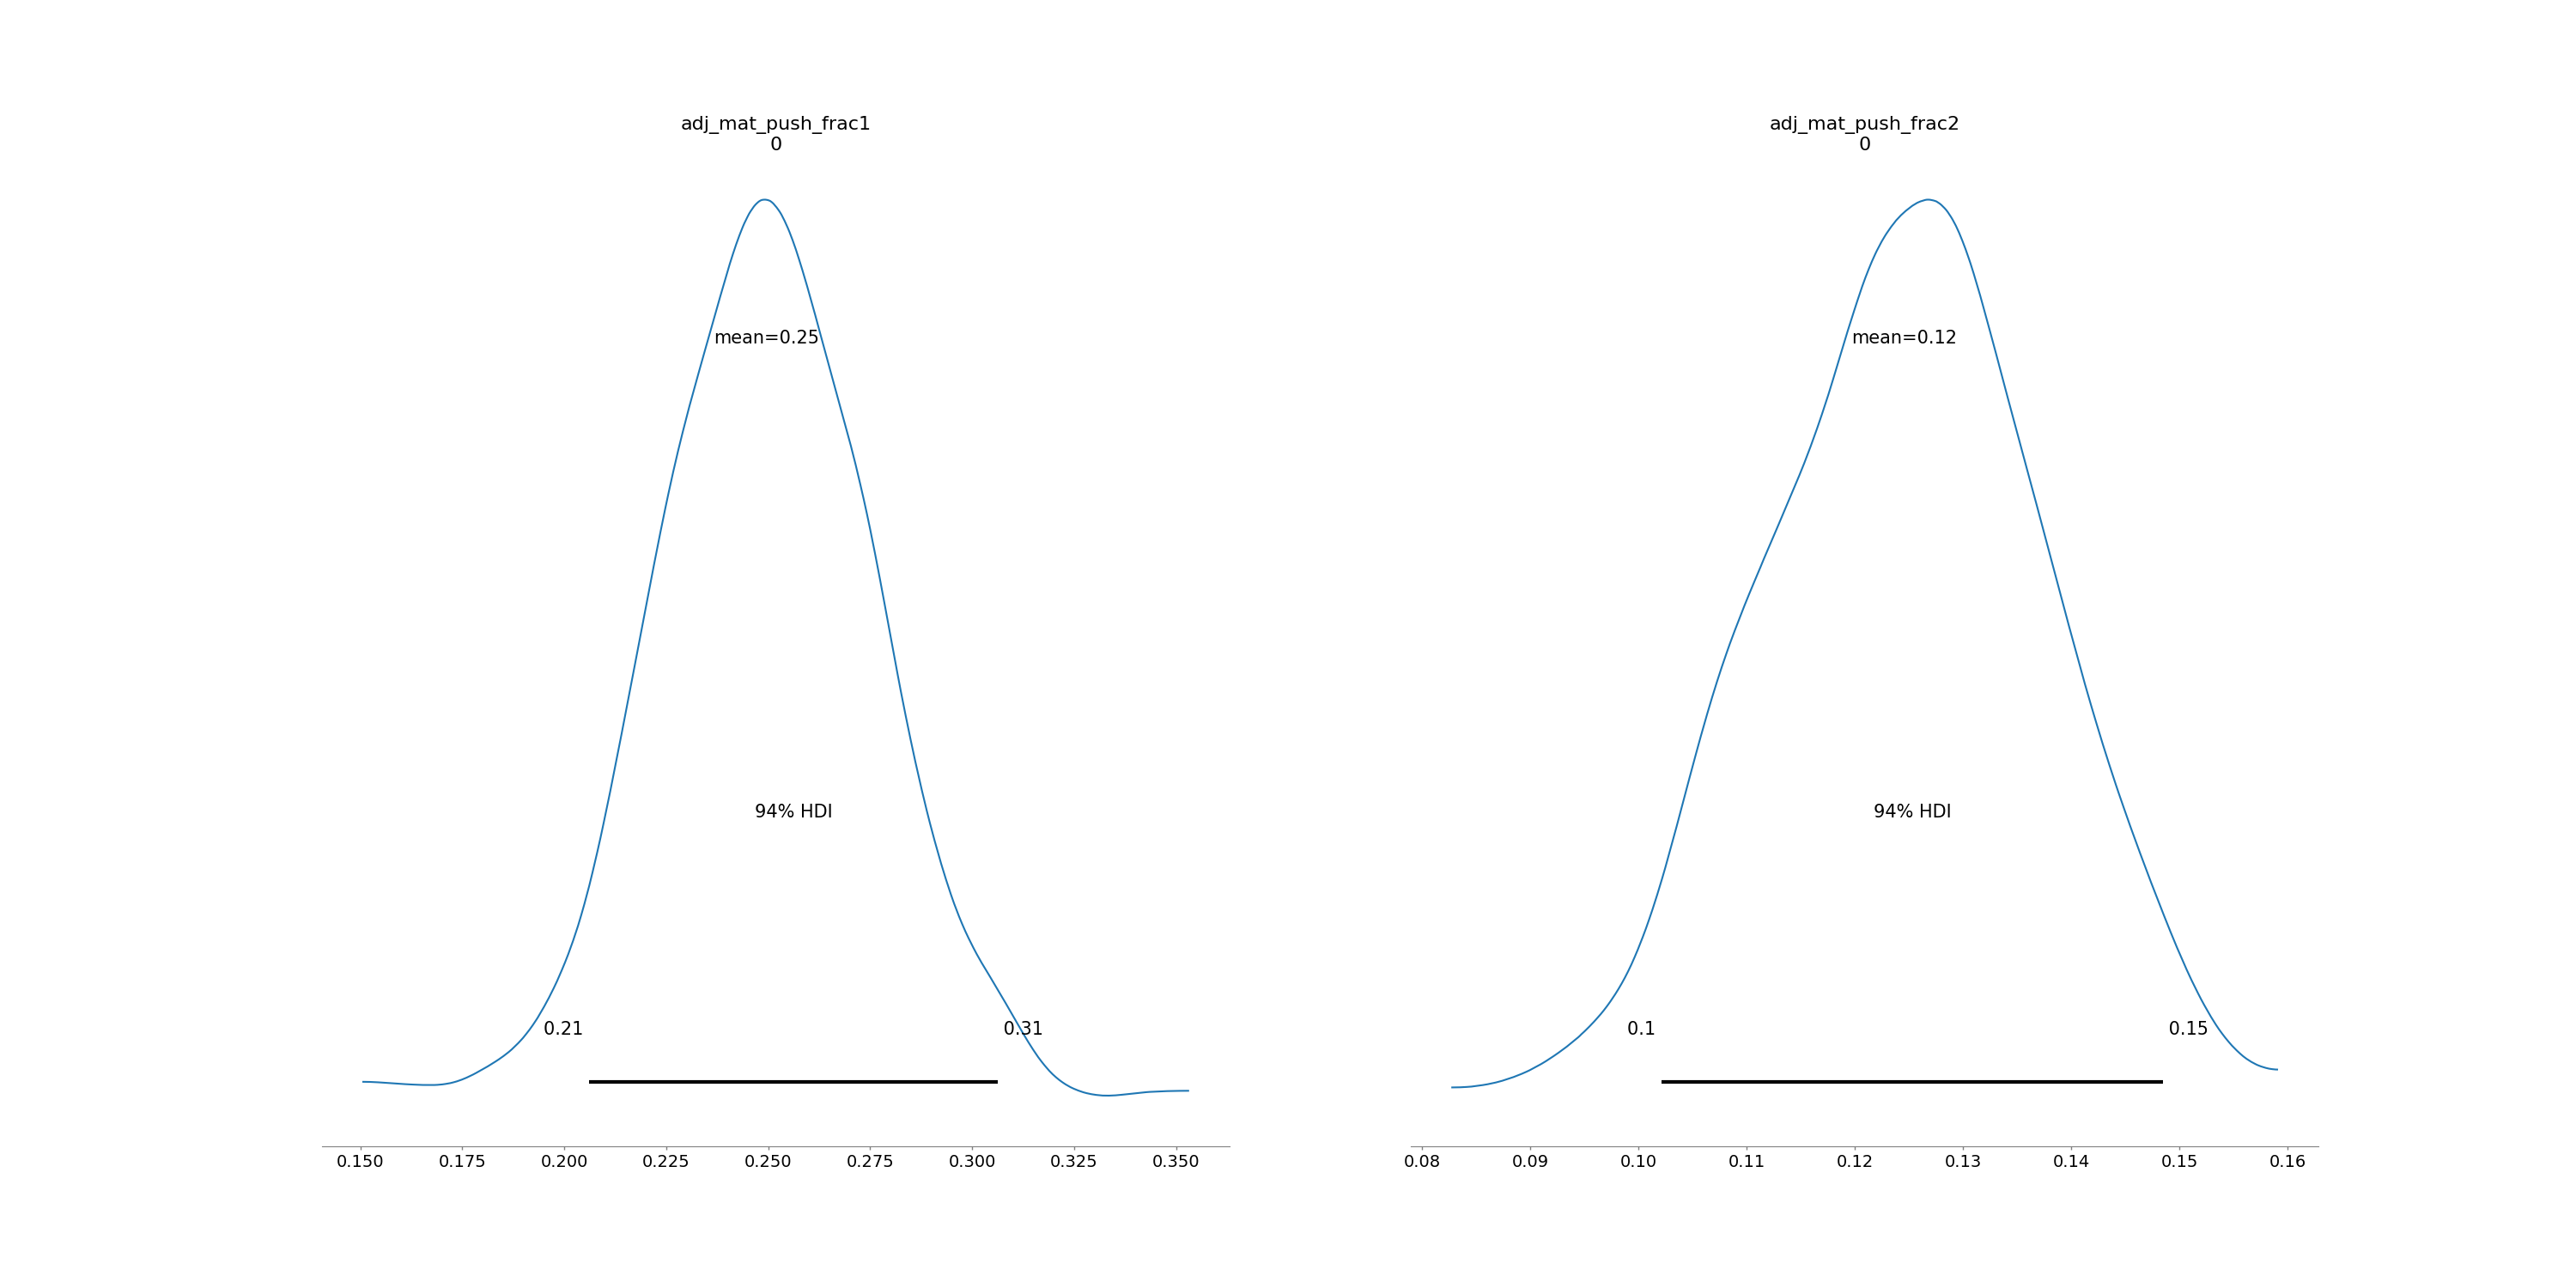 adj_mat_push_frac1
0
mean=0.25
94% HDI
0.21
0.31
0.150 0.175 0.200 0.225 0.250 0.275 0.300 0.325 0.350
adj_mat_push_frac2
0
mean=0.12
94% HDI
0.1
0.15
0.08 0.09 0.10 0.11 0.12 0.13 0.14 0.15 0.16